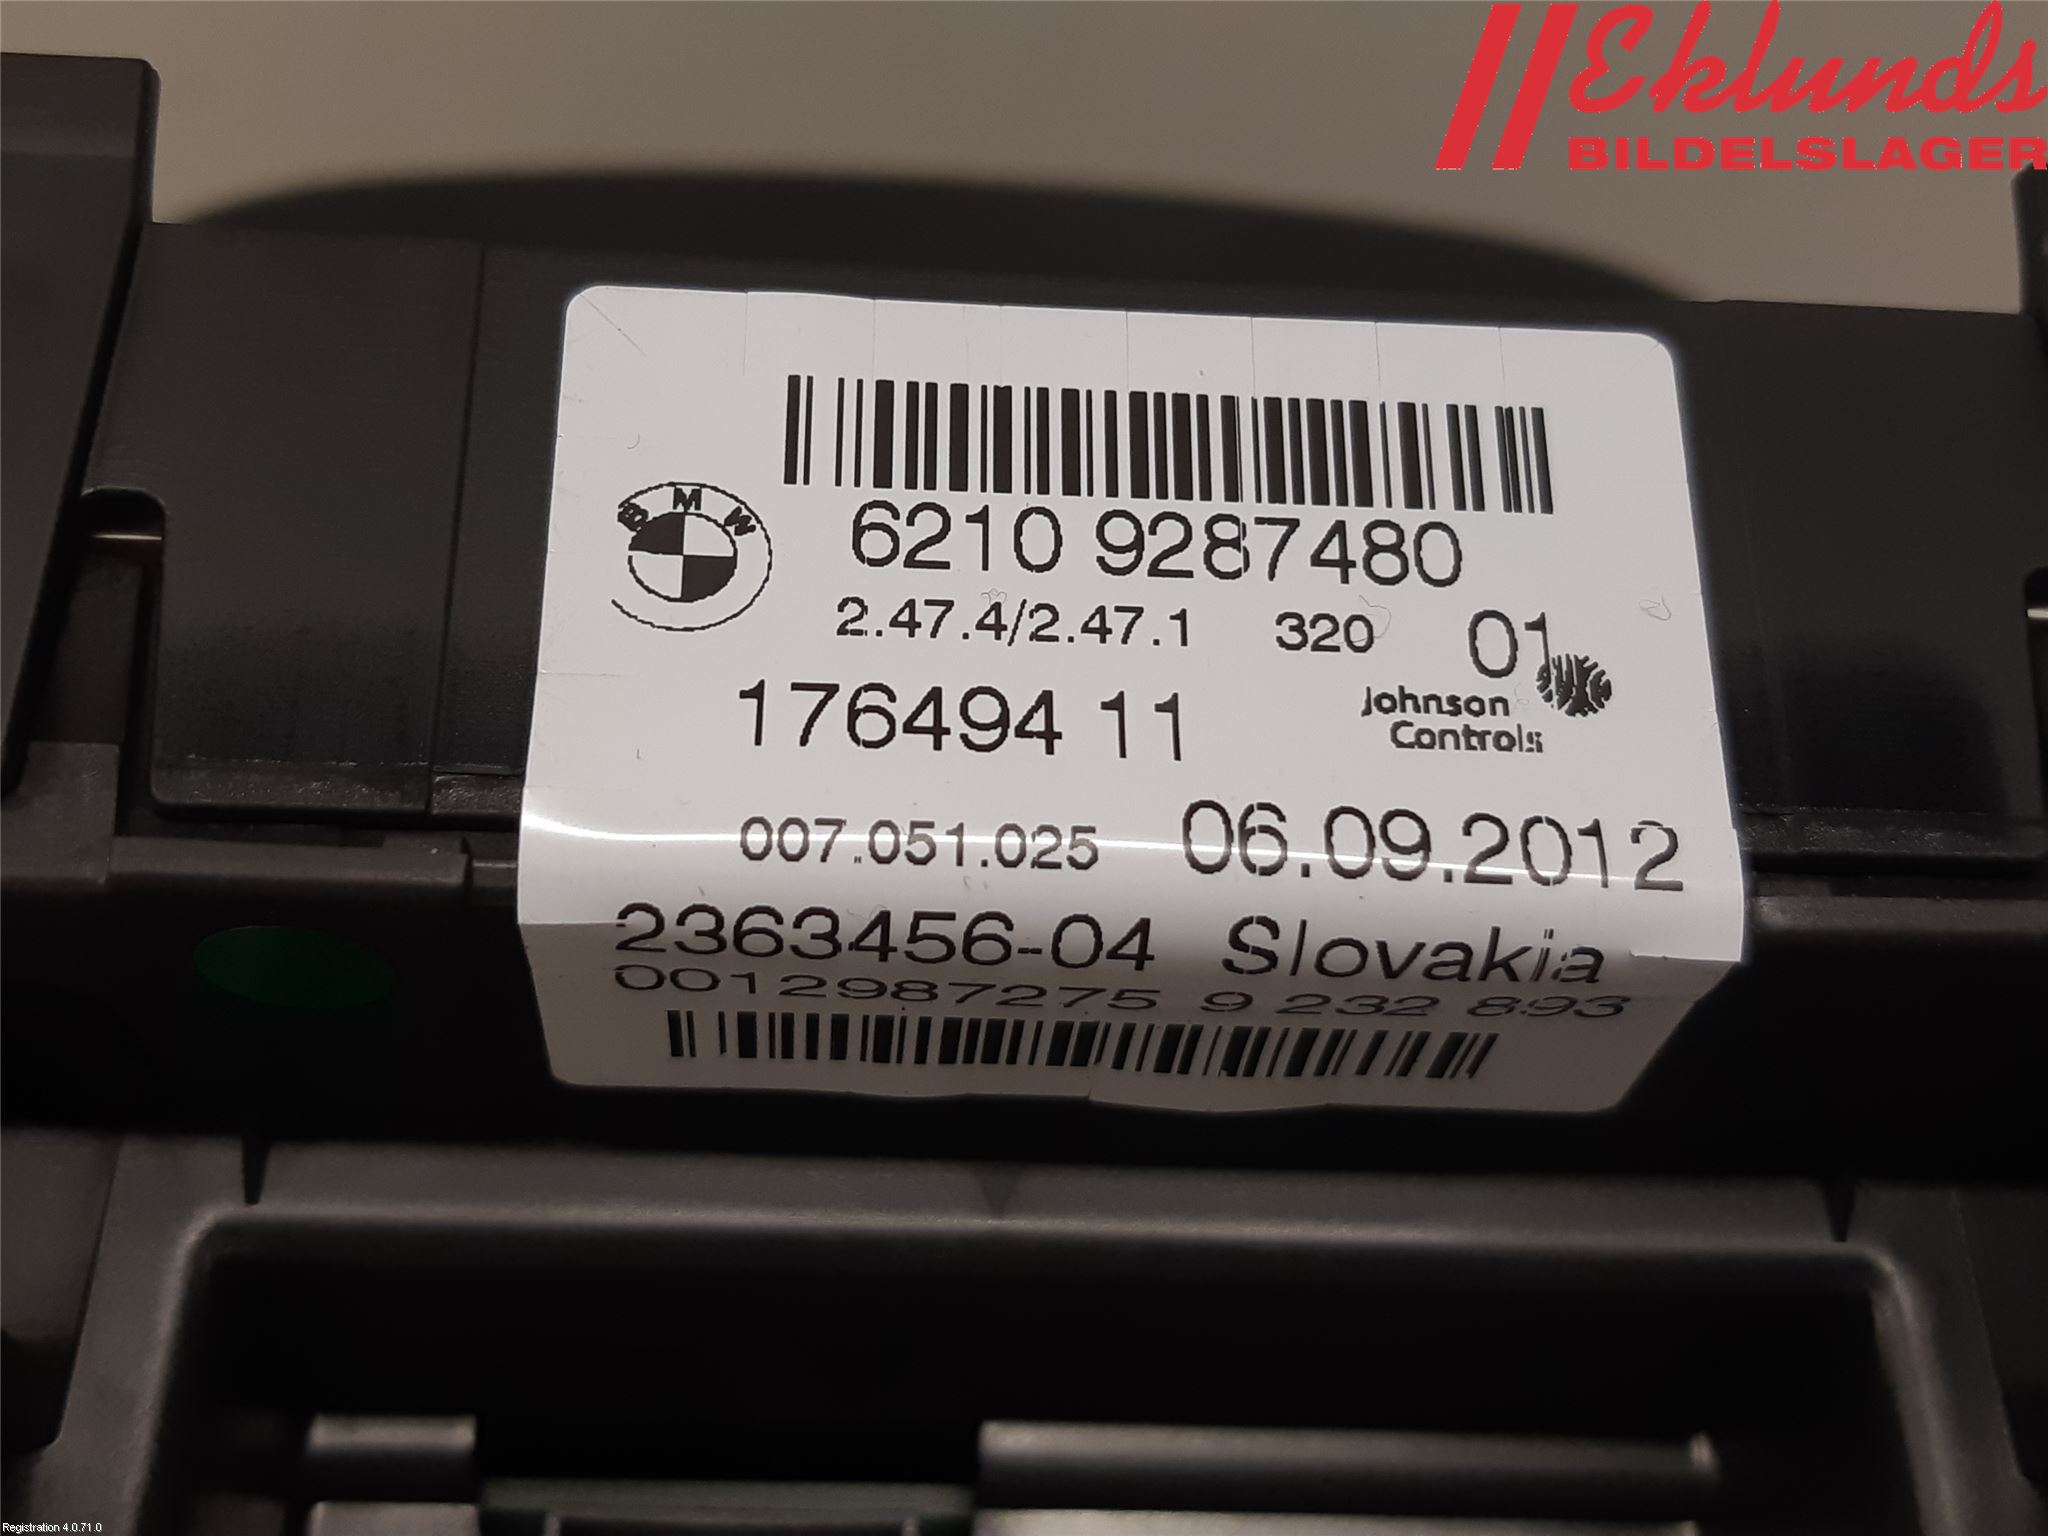 Eklunds
BILDELSLAGER
BMW
6210 9287480
2.47.4/2.47.1 320 01
176494 11
Johnson
Controls
007.051.025 06.09.2012
2363456-04 Slovakia
0012987275 9 232 893
Registration 4.0.71.0